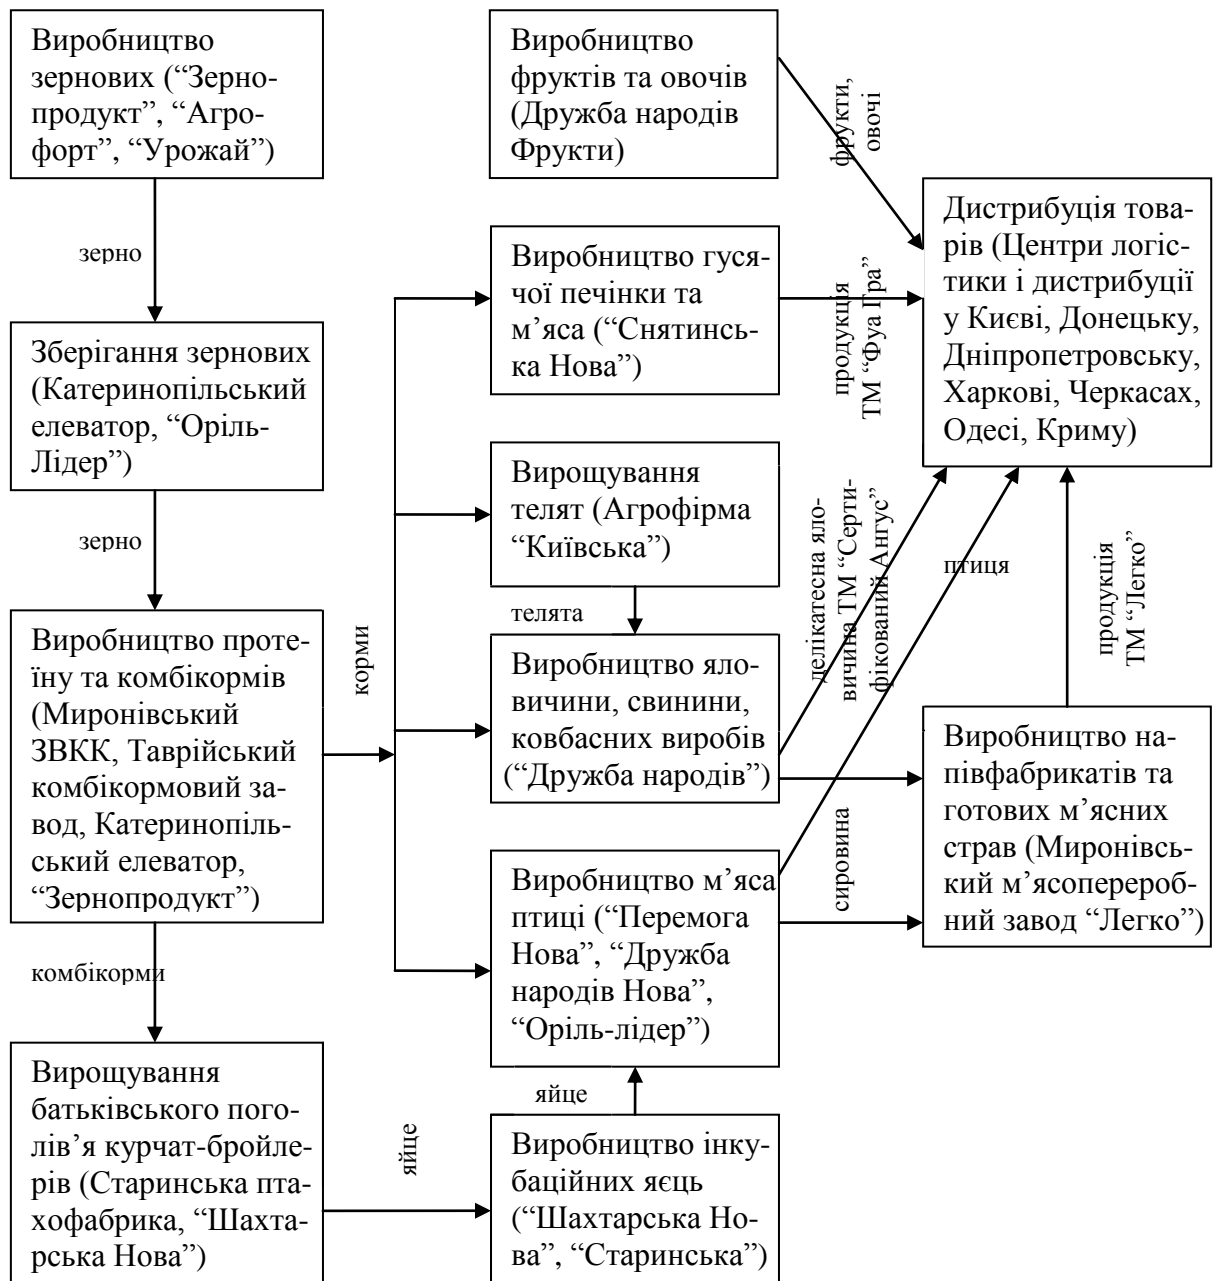 Виробництво
зернових (“Зерно-
продукт”, “Агро-
форт”, “Урожай”)
зерно
Зберігання зернових
(Катеринопільський
елеватор, “Оріль-
Лідер”)
зерно
Виробництво проте-
їну та комбікормів
(Миронівський
ЗВКК, Таврійський
комбікормовий за-
вод, Катеринопіль-
ський елеватор,
“Зернопродукт”)
комбікорми
Вирощування
батьківського пого-
лів’я курчат-бройле-
рів (Старинська пта-
хофабрика, “Шахта-
рська Нова”)
корми
яйце
Виробництво
фруктів та овочів
(Дружба народів
Фрукти)
Виробництво гуся-
чої печінки та
м’яса (“Снятинсь-
ка Нова”)
Вирощування
телят (Агрофірма
“Київська”)
телята
Виробництво яло-
вичини, свинини,
ковбасних виробів
(“Дружба народів”)
Виробництво м’яса
птиці (“Перемога
Нова”, “Дружба
народів Нова”,
“Оріль-лідер”)
яйце
Виробництво інку-
баційних яєць
(“Шахтарська Но-
ва”, “Старинська”)
фрукти,
овочі
продукція
ТМ “Фуа Гра”
делікатесна яло-
вичина ТМ “Серти-
фікований Ангус”
птиця
сировина
продукція
ТМ “Легко”
Дистрибуція това-
рів (Центри логіс-
тики і дистрибуції
у Києві, Донецьку,
Дніпропетровську,
Харкові, Черкасах,
Одесі, Криму)
Виробництво на-
півфабрикатів та
готових м’ясних
страв (Миронівсь-
кий м’ясоперероб-
ний завод “Легко”)